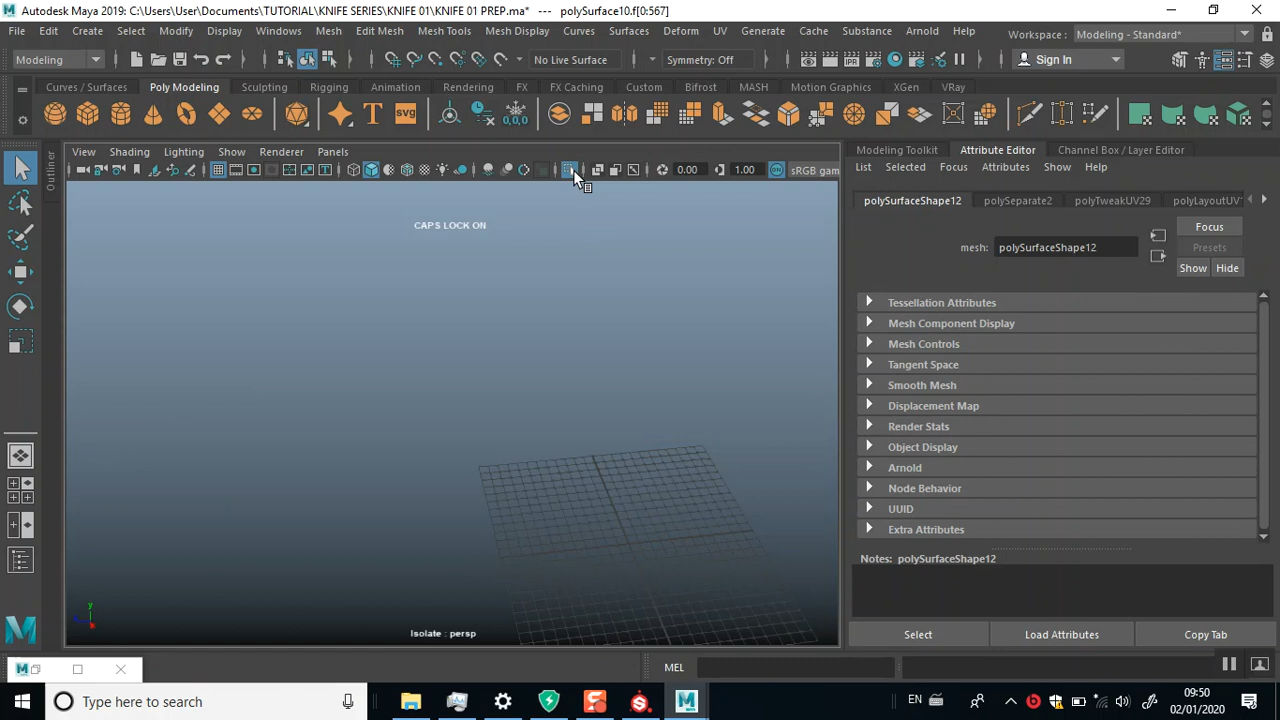 Autodesk Maya 2019: C:\Users\User\Documents\TUTORIAL\KNIFE SERIES\KNIFE 01\KNIFE 01 PREP.ma* --- polySurface10.f[0:567]
File Edit Create Select Modify Display Windows Mesh Edit Mesh Mesh Tools Mesh Display Curves Surfaces Deform UV Generate Cache Substance Arnold Help Workspace : Modeling - Standard*
Modeling No Live Surface Symmetry: Off Sign In
Curves / Surfaces Poly Modeling Sculpting Rigging Animation Rendering FX FX Caching Custom Bifrost MASH Motion Graphics XGen VRay
T SVG 0,0,0
View Shading Lighting Show Renderer Panels
0.00 1.00 ON sRGB gam
Outliner
CAPS LOCK ON
y
Isolate : persp
Modeling Toolkit Attribute Editor Channel Box / Layer Editor
List Selected Focus Attributes Show Help
polySurfaceShape12 polySeparate2 polyTweakUV29 polyLayoutUV
Focus
mesh: polySurfaceShape12 Presets
Show Hide
Tessellation Attributes
Mesh Component Display
Mesh Controls
Tangent Space
Smooth Mesh
Displacement Map
Render Stats
Object Display
Arnold
Node Behavior
UUID
Extra Attributes
Notes: polySurfaceShape12
Select Load Attributes Copy Tab
MEL
Type here to search EN 09:50
02/01/2020